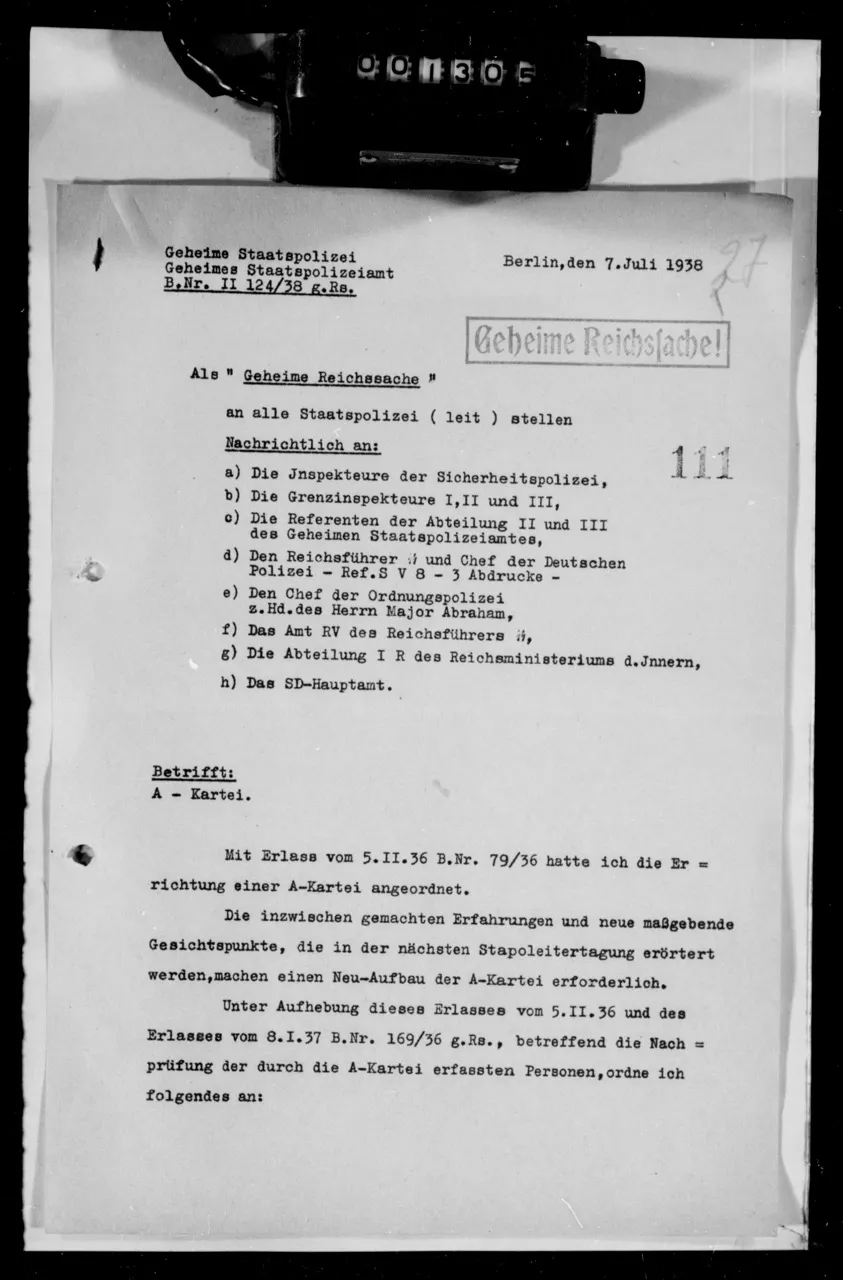 001305
Geheime Staatspolizei
Geheimes Staatspolizeiamt
B.Nr. II 124/38 g.Rs.
Berlin,den 7.Juli 1938
27
Geheime Reichssache!
Als " Geheime Reichssache "
an alle Staatspolizei ( leit ) stellen
Nachrichtlich an:
111
a) Die Jnspekteure der Sicherheitspolizei,
b) Die Grenzinspekteure I,II und III,
c) Die Referenten der Abteilung II und III
des Geheimen Staatspolizeiamtes,
d) Den Reichsführer ᛋᛋ und Chef der Deutschen
Polizei - Ref.S V 8 - 3 Abdrucke -
e) Den Chef der Ordnungspolizei
z.Hd.des Herrn Major Abraham,
f) Das Amt RV des Reichsführers ᛋᛋ,
g) Die Abteilung I R des Reichsministeriums d.Jnnern,
h) Das SD-Hauptamt.
Betrifft:
A - Kartei.
Mit Erlass vom 5.II.36 B.Nr. 79/36 hatte ich die Er =
richtung einer A-Kartei angeordnet.
Die inzwischen gemachten Erfahrungen und neue maßgebende
Gesichtspunkte, die in der nächsten Stapoleitertagung erörtert
werden,machen einen Neu-Aufbau der A-Kartei erforderlich.
Unter Aufhebung dieses Erlasses vom 5.II.36 und des
Erlasses vom 8.I.37 B.Nr. 169/36 g.Rs., betreffend die Nach =
prüfung der durch die A-Kartei erfassten Personen,ordne ich
folgendes an: